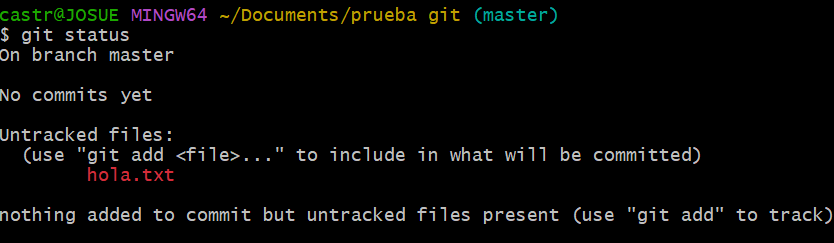 castr@JOSUE MINGW64 ~/Documents/prueba git (master)
$ git status
On branch master
No commits yet
Untracked files:
  (use "git add <file>..." to include in what will be committed)
        hola.txt
nothing added to commit but untracked files present (use "git add" to track)